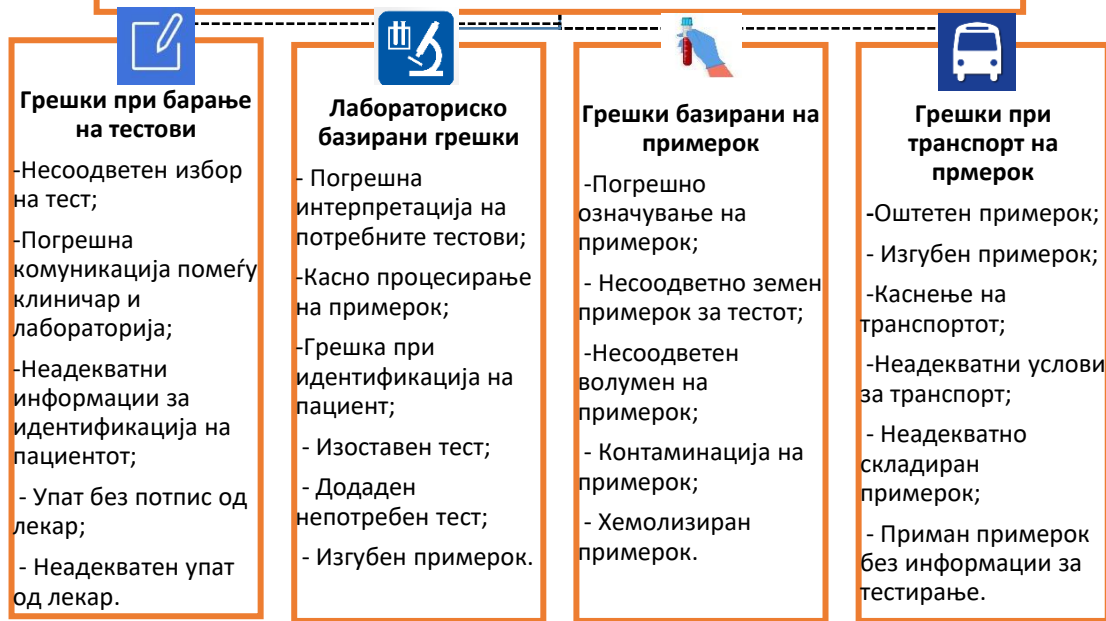 Грешки при барање
на тестови
-Несоодветен избор
на тест;
-Погрешна
комуникација помеѓу
клиничар и
лабораторија;
-Неадекватни
информации за
идентификација на
пациентот;
- Упат без потпис од
лекар;
- Неадекватен упат
од лекар.
Лабораториско
базирани грешки
- Погрешна
интерпретација на
потребните тестови;
-Касно процесирање
на примерок;
-Грешка при
идентификација на
пациент;
- Изоставен тест;
- Додаден
непотребен тест;
- Изгубен примерок.
Грешки базирани на
примерок
-Погрешно
означување на
примерок;
- Несоодветно земен
примерок за тестот;
-Несоодветен
волумен на
примерок;
- Контаминација на
примерок;
- Хемолизиран
примерок.
Грешки при
транспорт на
прмерок
-Оштетен примерок;
- Изгубен примерок;
-Каснење на
транспортот;
-Неадекватни услови
за транспорт;
- Неадекватно
складиран
примерок;
- Приман примерок
без информации за
тестирање.